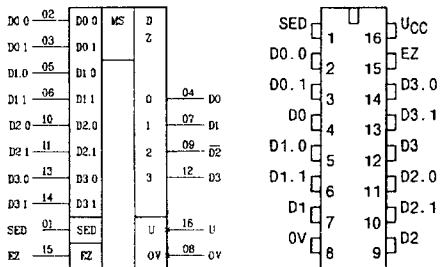 D0.0 02 D0.0 MS D
Z
D0.1 03 D0.1
D1.0 05 D1.0
D1.1 06 D1.1 0 04 D0
D2.0 10 D2.0 1 07 D1
D2.1 11 D2.1 2 09 D2
D3.0 13 D3.0 3 12 D3
D3.1 14 D3.1
SED 01 SED U 16 U
EZ 15 EZ 0V 08 0V
SED 1 16 UCC
D0.0 2 15 EZ
D0.1 3 14 D3.0
D0 4 13 D3.1
D1.0 5 12 D3
D1.1 6 11 D2.0
D1 7 10 D2.1
0V 8 9 D2